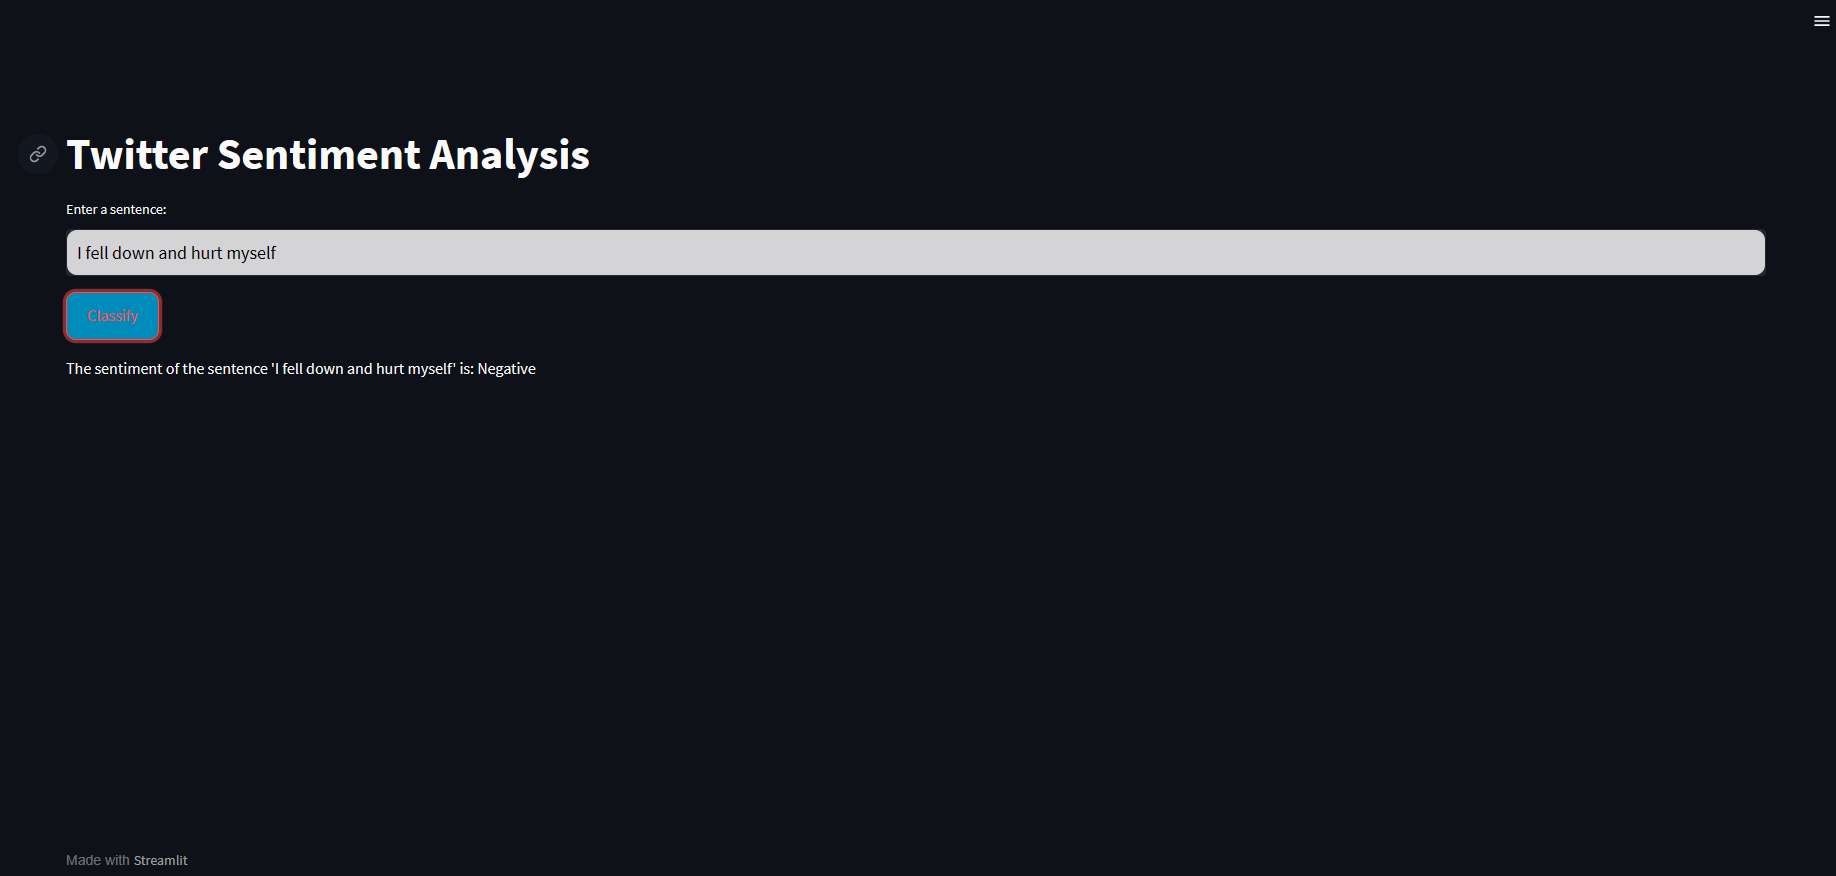 Twitter Sentiment Analysis
Enter a sentence:
I fell down and hurt myself
Classify
The sentiment of the sentence 'I fell down and hurt myself' is: Negative
Made with Streamlit